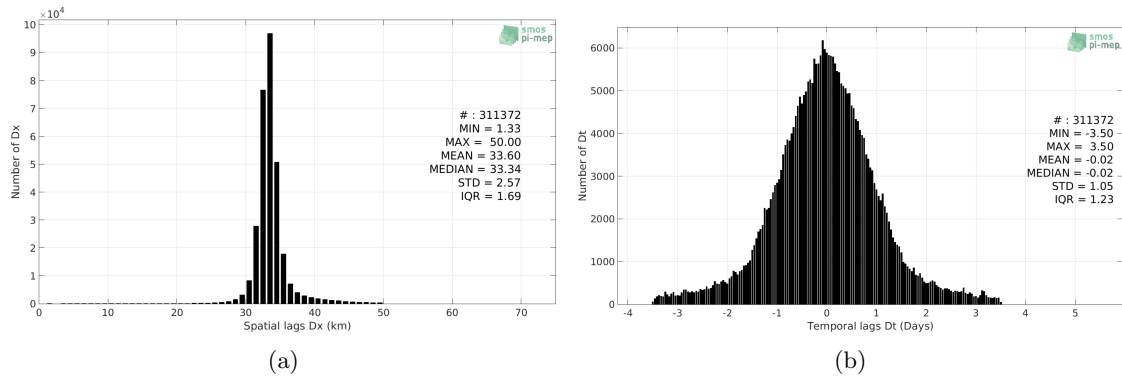 ×10⁴
10
9
8
7
6
5
4
3
2
1
0
Number of Dx
0 10 20 30 40 50 60 70
Spatial lags Dx (km)
smos
pi-mep
# : 311372
MIN = 1.33
MAX = 50.00
MEAN = 33.60
MEDIAN = 33.34
STD = 2.57
IQR = 1.69
(a)
6000
5000
4000
3000
2000
1000
0
Number of Dt
-4 -3 -2 -1 0 1 2 3 4 5
Temporal lags Dt (Days)
smos
pi-mep
# : 311372
MIN = -3.50
MAX = 3.50
MEAN = -0.02
MEDIAN = -0.02
STD = 1.05
IQR = 1.23
(b)